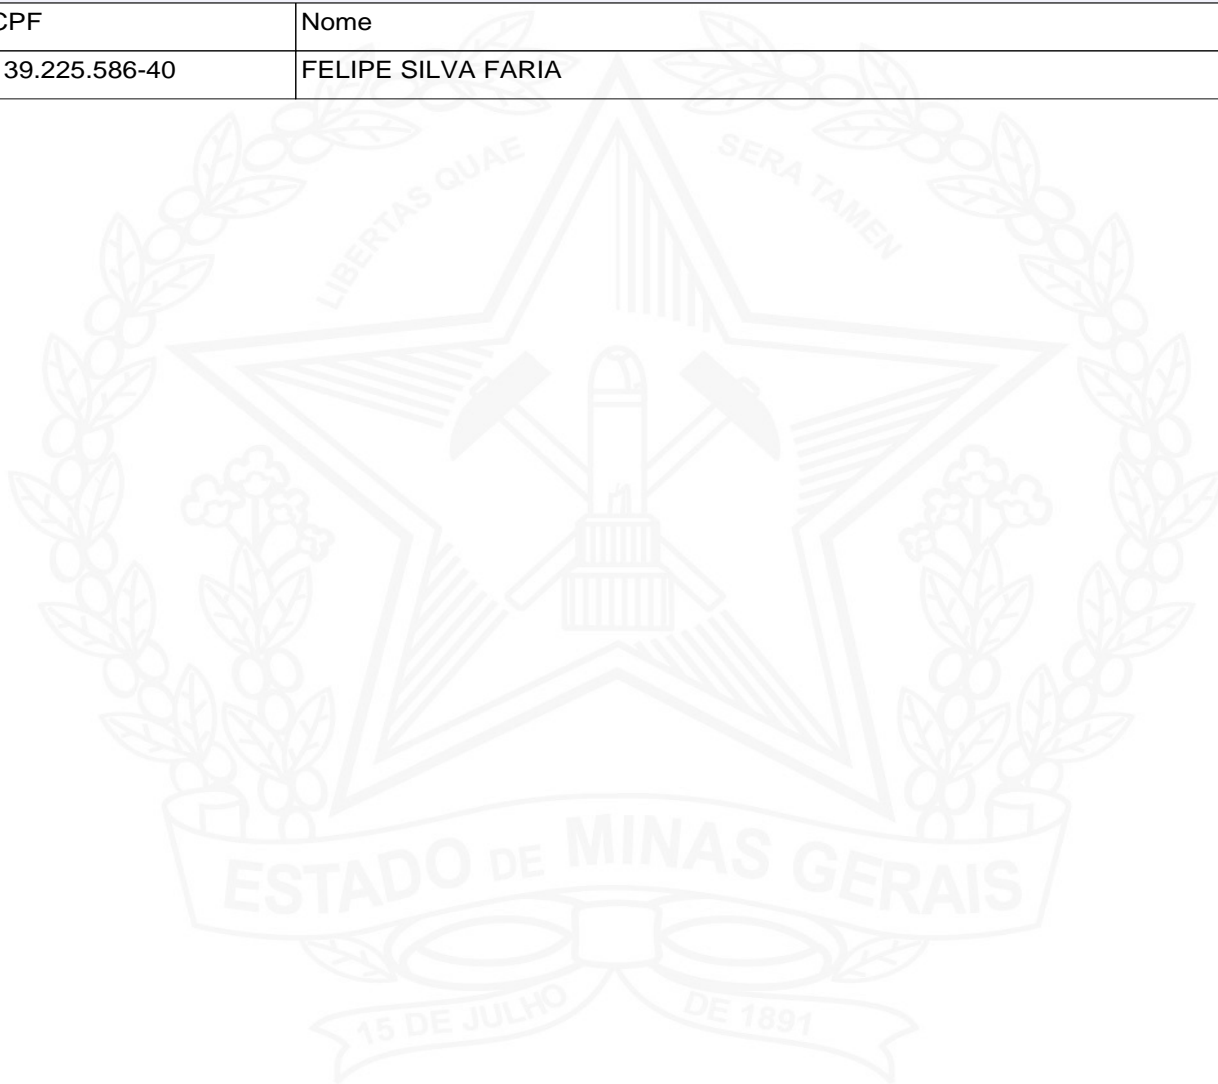 CPF Nome
39.225.586-40 FELIPE SILVA FARIA
LIBERTAS QUAE SERA TAMEN
ESTADO DE MINAS GERAIS
15 DE JULHO DE 1891